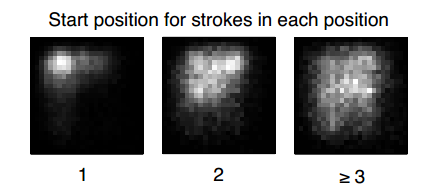 Start position for strokes in each position
1 2 ≥ 3